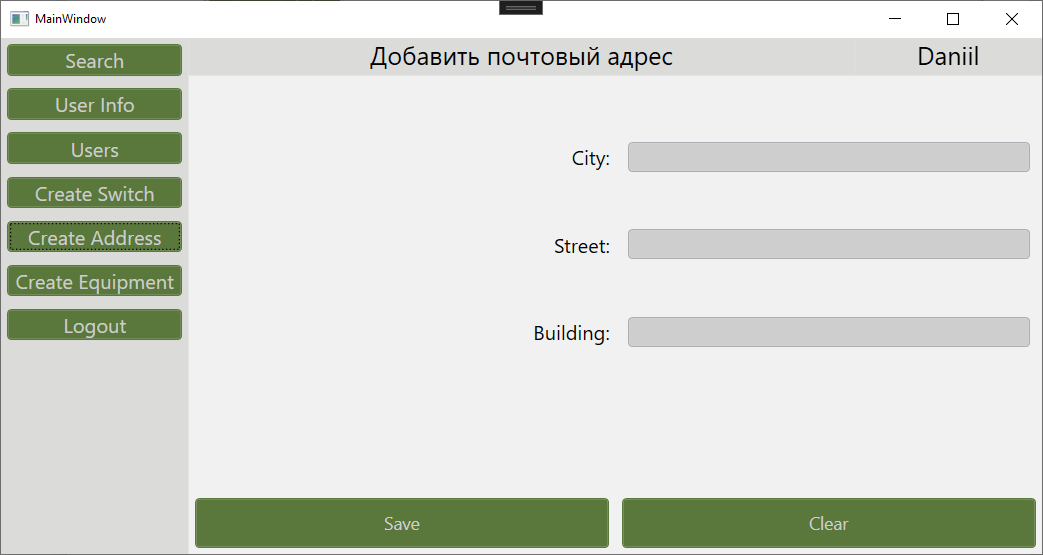 MainWindow
Search
User Info
Users
Create Switch
Create Address
Create Equipment
Logout
Добавить почтовый адрес
Daniil
City:
Street:
Building:
Save
Clear